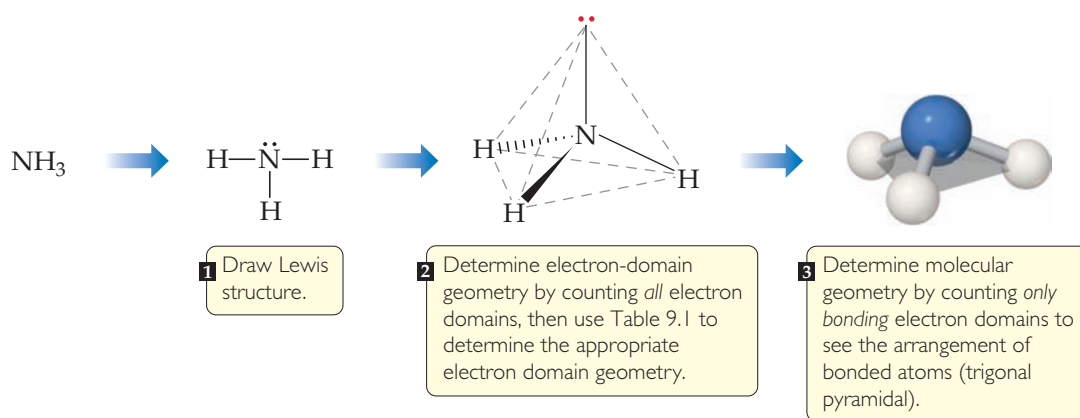 NH3
H—N̈—H
H
N
H
H
H
1 Draw Lewis
structure.
2 Determine electron-domain
geometry by counting all electron
domains, then use Table 9.1 to
determine the appropriate
electron domain geometry.
3 Determine molecular
geometry by counting only
bonding electron domains to
see the arrangement of
bonded atoms (trigonal
pyramidal).